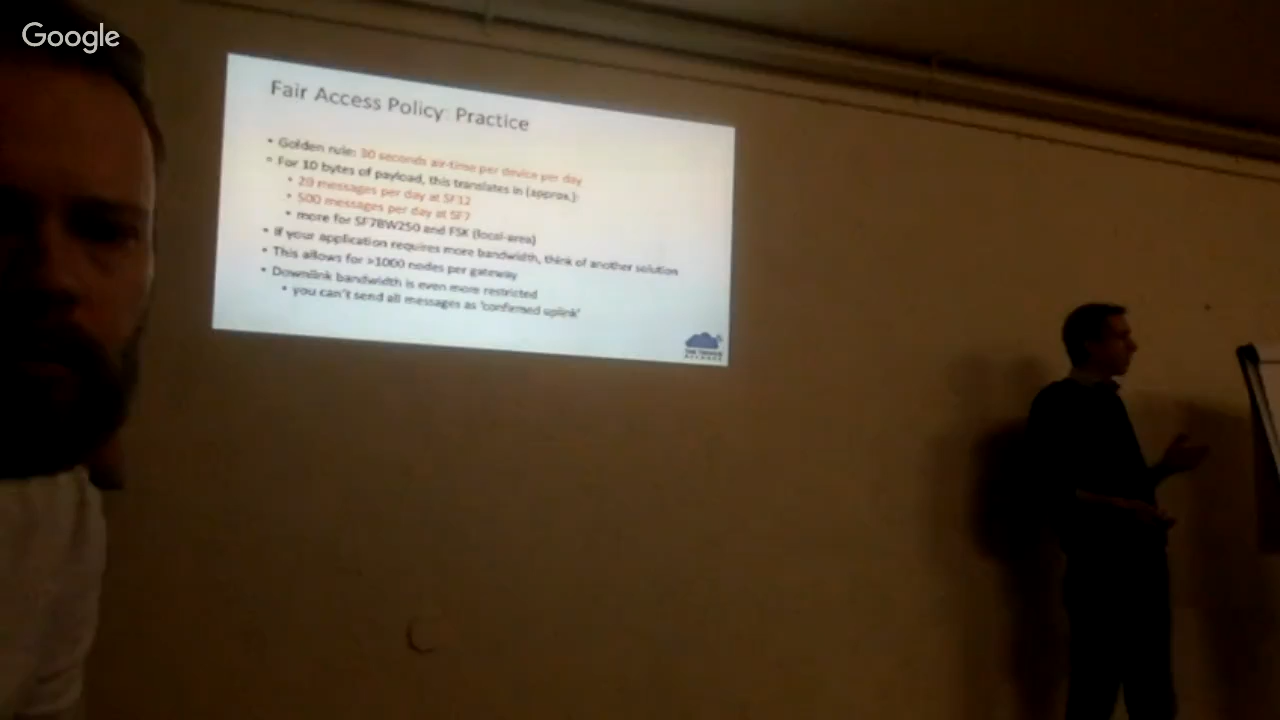 Google
Fair Access Policy: Practice
• Golden rule: 30 seconds air-time per device per day
• For 10 bytes of payload, this translates in (approx.):
• 20 messages per day at SF12
• 500 messages per day at SF7
• more for SF7BW250 and FSK (local-area)
• If your application requires more bandwidth, think of another solution
• This allows for >1000 nodes per gateway
• Downlink bandwidth is even more restricted
• you can't send all messages as 'confirmed uplink'
THE THINGS
NETWORK